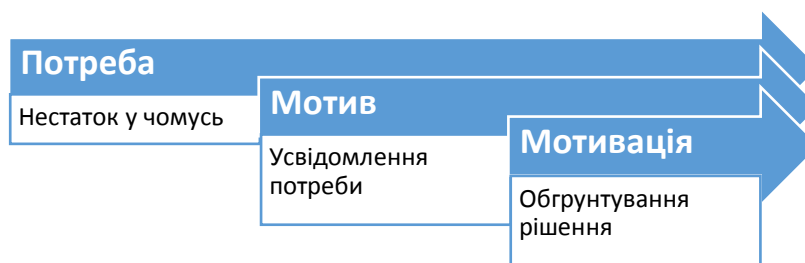 Потреба
Нестаток у чомусь
Мотив
Усвідомлення
потреби
Мотивація
Обгрунтування
рішення